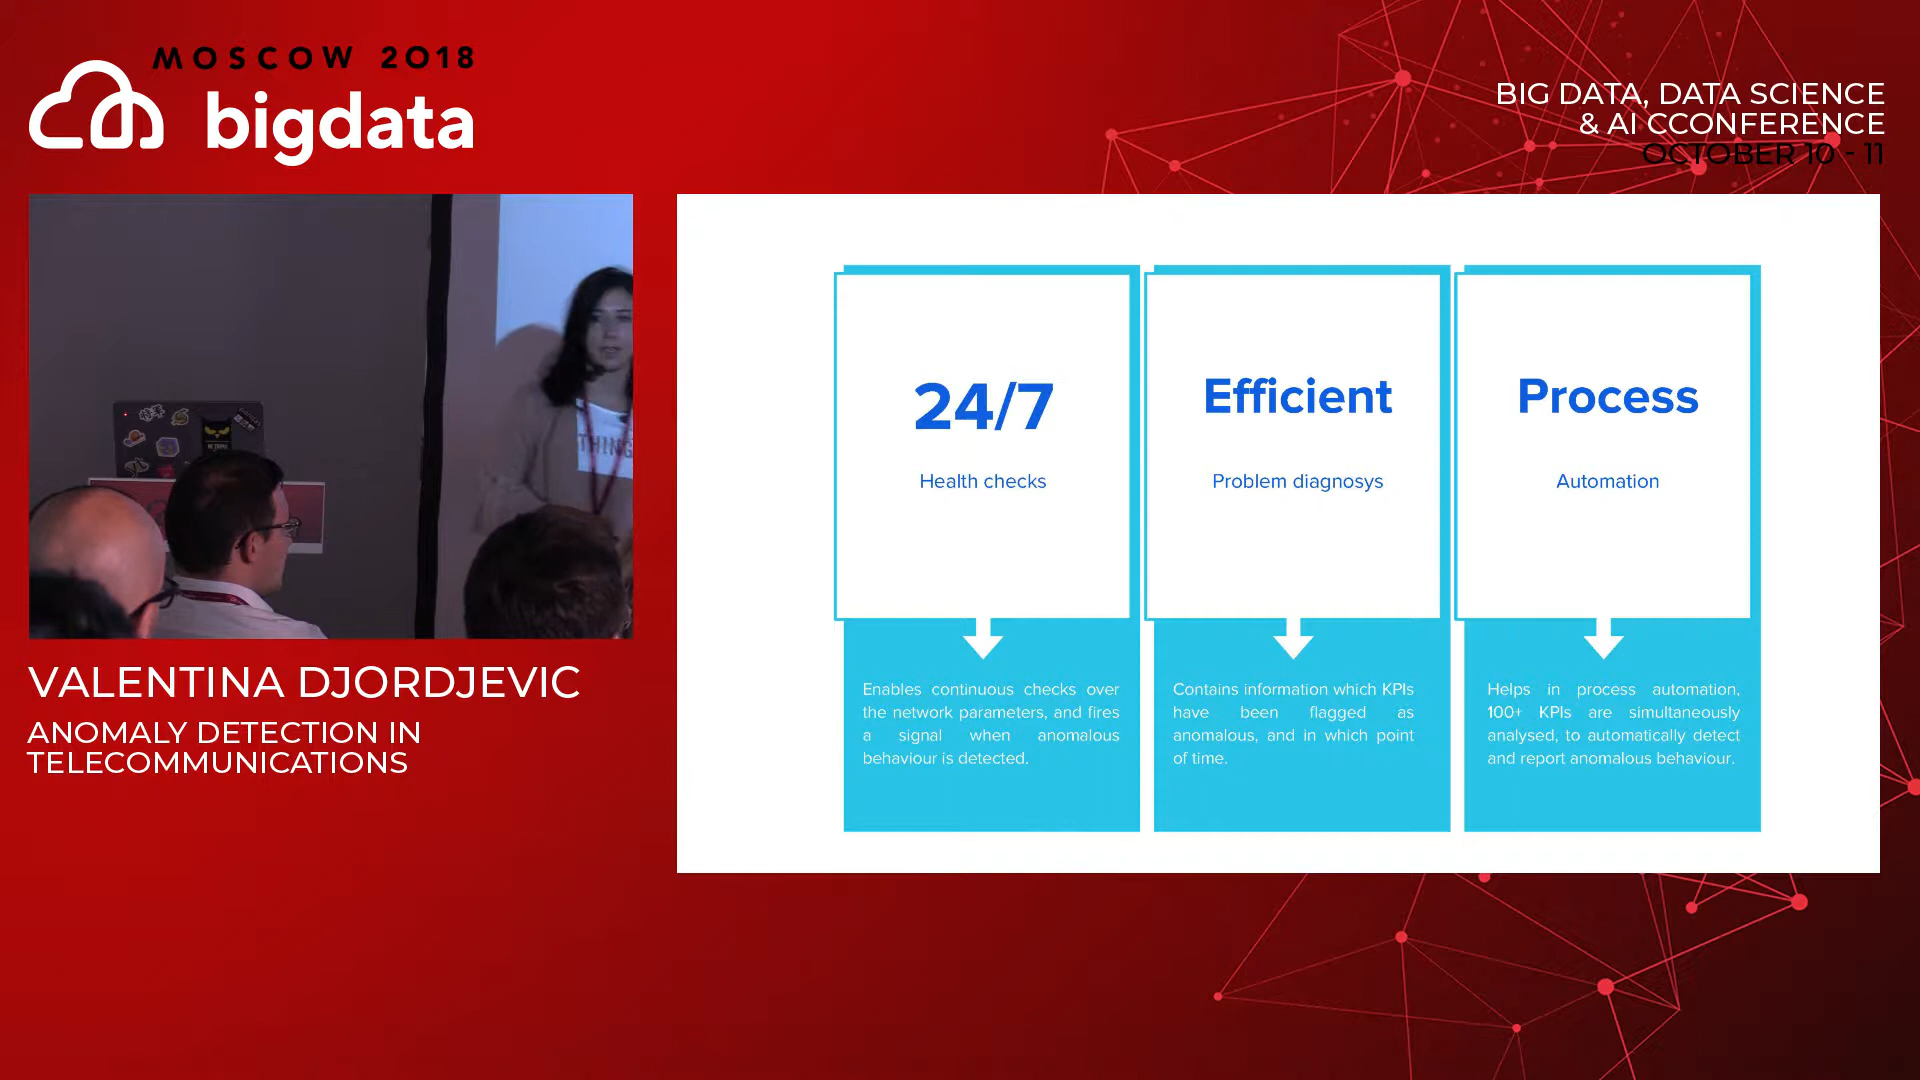 MOSCOW 2018
bigdata
BIG DATA, DATA SCIENCE
& AI CCONFERENCE
OCTOBER 10 - 11
THING
VALENTINA DJORDJEVIC
ANOMALY DETECTION IN
TELECOMMUNICATIONS
24/7
Health checks
Enables continuous checks over
the network parameters, and fires
a signal when anomalous
behaviour is detected.
Efficient
Problem diagnosys
Contains information which KPIs
have been flagged as
anomalous, and in which point
of time.
Process
Automation
Helps in process automation,
100+ KPIs are simultaneously
analysed, to automatically detect
and report anomalous behaviour.